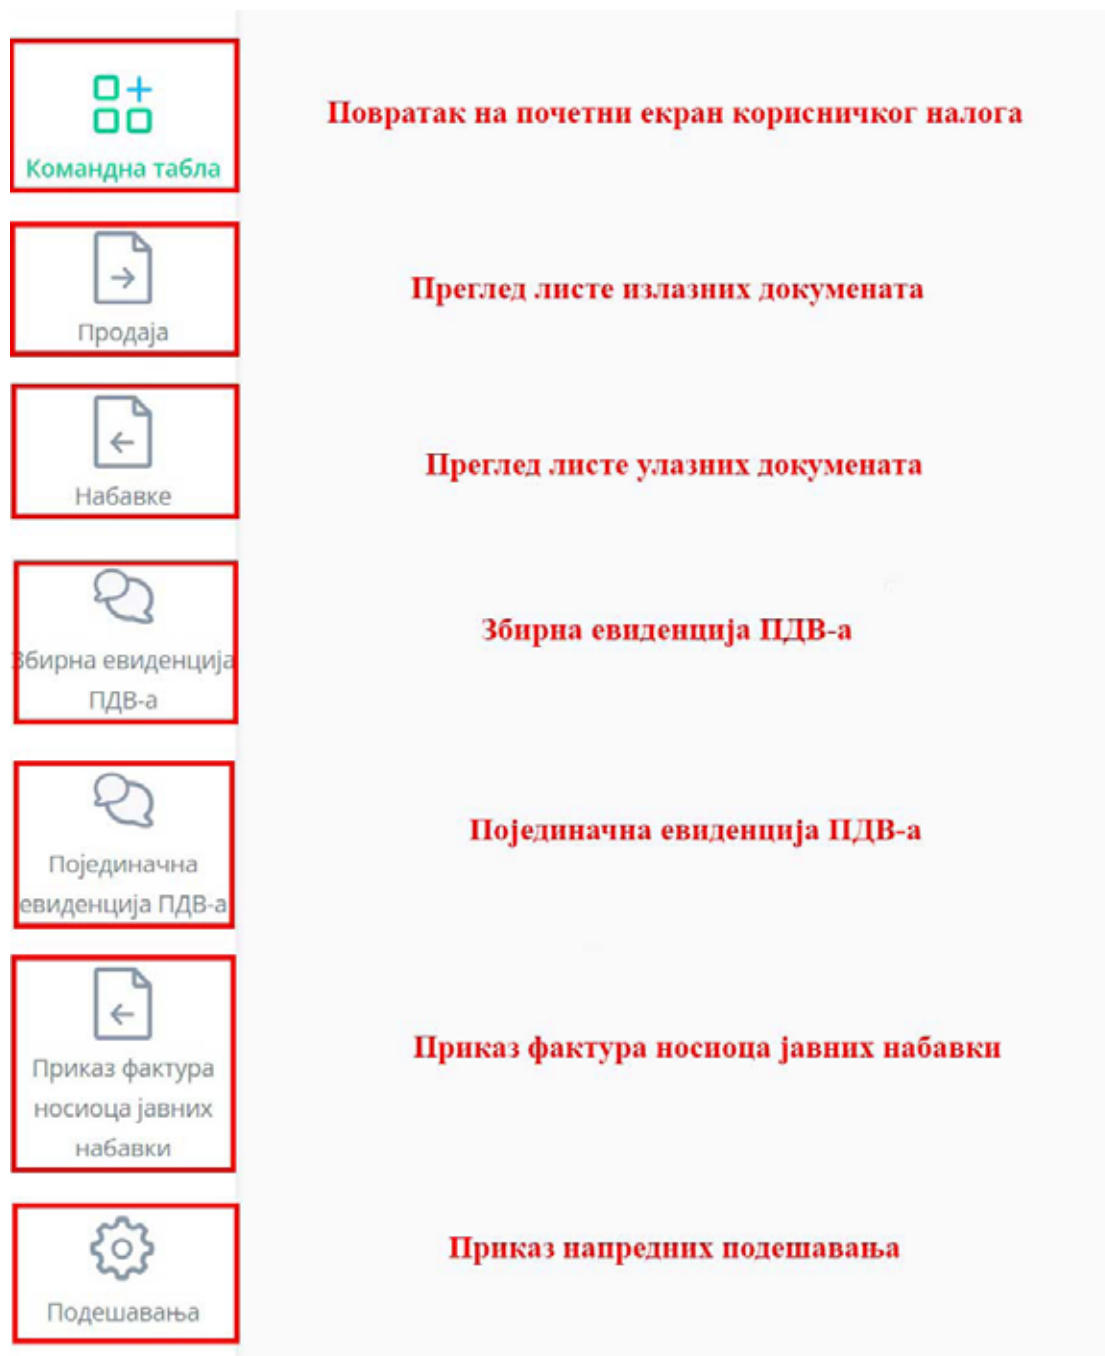 Командна табла
Повратак на почетни екран корисничког налога
Продаја
Преглед листе излазних докумената
Набавке
Преглед листе улазних докумената
Збирна евиденција
ПДВ-а
Збирна евиденција ПДВ-а
Појединачна
евиденција ПДВ-а
Појединачна евиденција ПДВ-а
Приказ фактура
носиоца јавних
набавки
Приказ фактура носиоца јавних набавки
Подешавања
Приказ напредних подешавања